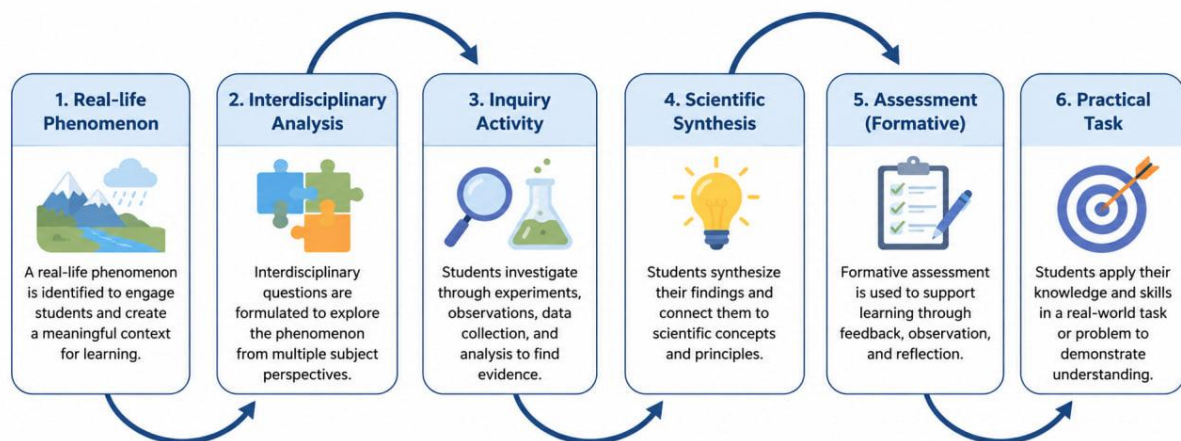 1. Real-life
Phenomenon
A real-life phenomenon
is identified to engage
students and create
a meaningful context
for learning.
2. Interdisciplinary
Analysis
Interdisciplinary
questions are
formulated to explore
the phenomenon
from multiple subject
perspectives.
3. Inquiry
Activity
Students investigate
through experiments,
observations, data
collection, and
analysis to find
evidence.
4. Scientific
Synthesis
Students synthesize
their findings and
connect them to
scientific concepts
and principles.
5. Assessment
(Formative)
Formative assessment
is used to support
learning through
feedback, observation,
and reflection.
6. Practical
Task
Students apply their
knowledge and skills
in a real-world task
or problem to
demonstrate
understanding.